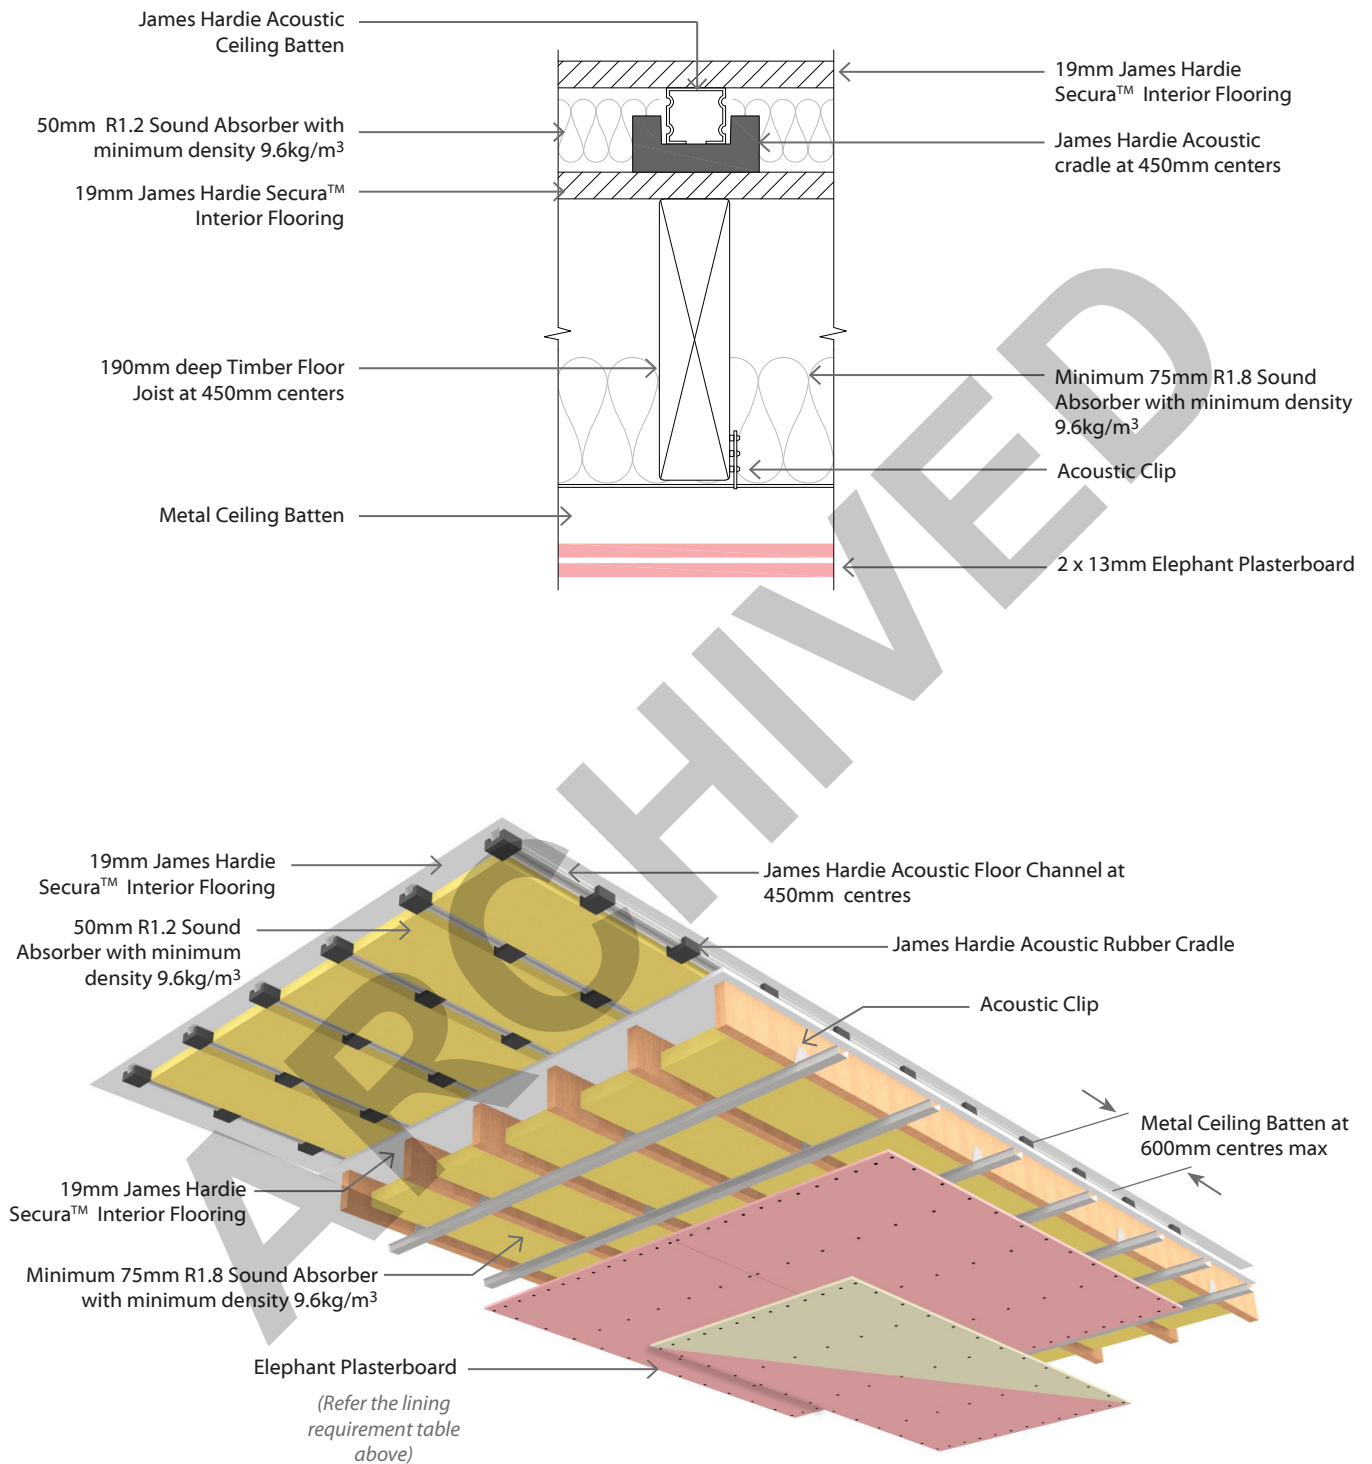 James Hardie Acoustic
Ceiling Batten
19mm James Hardie
Secura™ Interior Flooring
50mm R1.2 Sound Absorber with
minimum density 9.6kg/m³
James Hardie Acoustic
cradle at 450mm centers
19mm James Hardie Secura™
Interior Flooring
190mm deep Timber Floor
Joist at 450mm centers
Minimum 75mm R1.8 Sound
Absorber with minimum density
9.6kg/m³
Acoustic Clip
Metal Ceiling Batten
2 x 13mm Elephant Plasterboard
ARCHIVED
19mm James Hardie
Secura™ Interior Flooring
James Hardie Acoustic Floor Channel at
450mm centres
50mm R1.2 Sound
Absorber with minimum
density 9.6kg/m³
James Hardie Acoustic Rubber Cradle
Acoustic Clip
Metal Ceiling Batten at
600mm centres max
19mm James Hardie
Secura™ Interior Flooring
Minimum 75mm R1.8 Sound Absorber
with minimum density 9.6kg/m³
Elephant Plasterboard
(Refer the lining
requirement table
above)